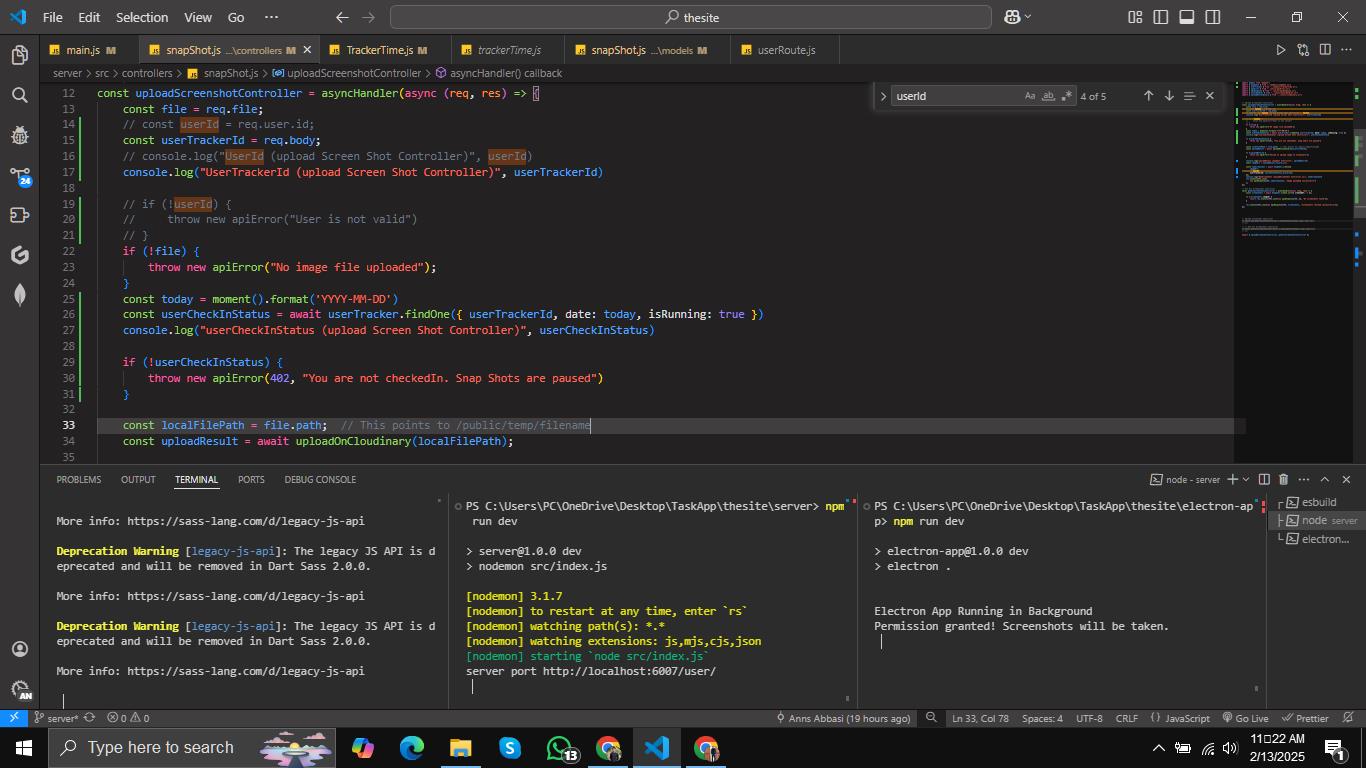 File Edit Selection View Go ··· thesite
main.js M snapShot.js ...\controllers M TrackerTime.js M trackerTime.js snapShot.js ...\models M userRoute.js
server > src > controllers > snapShot.js > uploadScreenshotController > asyncHandler() callback
userId Aa ab 4 of 5
12 const uploadScreenshotController = asyncHandler(async (req, res) => {
13 const file = req.file;
14 // const userId = req.user.id;
15 const userTrackerId = req.body;
16 // console.log("UserId (upload Screen Shot Controller)", userId)
17 console.log("UserTrackerId (upload Screen Shot Controller)", userTrackerId)
18
19 // if (!userId) {
20 // throw new apiError("User is not valid")
21 // }
22 if (!file) {
23 throw new apiError("No image file uploaded");
24 }
25 const today = moment().format('YYYY-MM-DD')
26 const userCheckInStatus = await userTracker.findOne({ userTrackerId, date: today, isRunning: true })
27 console.log("userCheckInStatus (upload Screen Shot Controller)", userCheckInStatus)
28
29 if (!userCheckInStatus) {
30 throw new apiError(402, "You are not checkedIn. Snap Shots are paused")
31 }
32
33 const localFilePath = file.path; // This points to /public/temp/filename
34 const uploadResult = await uploadOnCloudinary(localFilePath);
35
24
PROBLEMS OUTPUT TERMINAL PORTS DEBUG CONSOLE node - server
More info: https://sass-lang.com/d/legacy-js-api
Deprecation Warning [legacy-js-api]: The legacy JS API is d
eprecated and will be removed in Dart Sass 2.0.0.
More info: https://sass-lang.com/d/legacy-js-api
Deprecation Warning [legacy-js-api]: The legacy JS API is d
eprecated and will be removed in Dart Sass 2.0.0.
More info: https://sass-lang.com/d/legacy-js-api
PS C:\Users\PC\OneDrive\Desktop\TaskApp\thesite\server> npm
run dev
> server@1.0.0 dev
> nodemon src/index.js
[nodemon] 3.1.7
[nodemon] to restart at any time, enter `rs`
[nodemon] watching path(s): *.*
[nodemon] watching extensions: js,mjs,cjs,json
[nodemon] starting `node src/index.js`
server port http://localhost:6007/user/
PS C:\Users\PC\OneDrive\Desktop\TaskApp\thesite\electron-ap
p> npm run dev
> electron-app@1.0.0 dev
> electron .
Electron App Running in Background
Permission granted! Screenshots will be taken.
esbuild
node server
electron...
AN
server* 0 0 Anns Abbasi (19 hours ago) Ln 33, Col 78 Spaces: 4 UTF-8 CRLF {} JavaScript Go Live Prettier
Type here to search 13 11:22 AM
2/13/2025 1